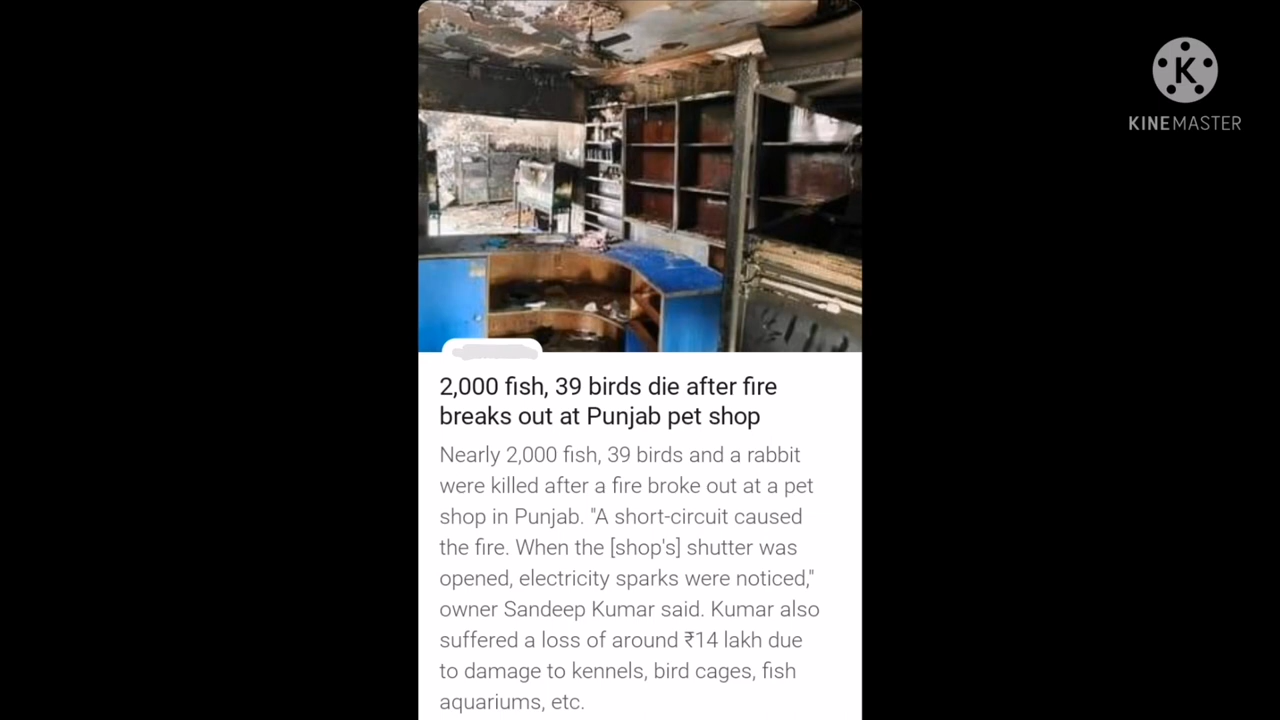 K
KINEMASTER
2,000 fish, 39 birds die after fire
breaks out at Punjab pet shop
Nearly 2,000 fish, 39 birds and a rabbit
were killed after a fire broke out at a pet
shop in Punjab. "A short-circuit caused
the fire. When the [shop's] shutter was
opened, electricity sparks were noticed,"
owner Sandeep Kumar said. Kumar also
suffered a loss of around ₹14 lakh due
to damage to kennels, bird cages, fish
aquariums, etc.